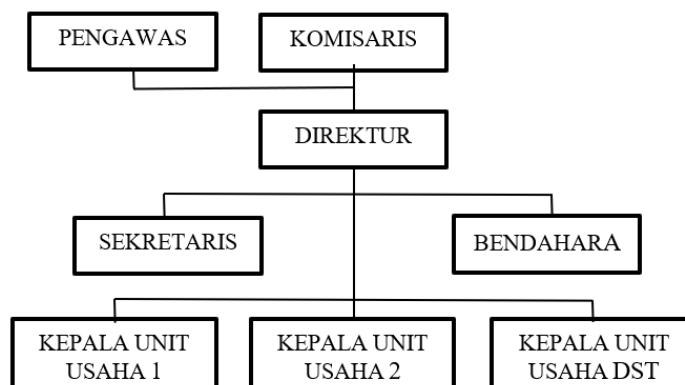 PENGAWAS
KOMISARIS
DIREKTUR
SEKRETARIS
BENDAHARA
KEPALA UNIT
USAHA 1
KEPALA UNIT
USAHA 2
KEPALA UNIT
USAHA DST